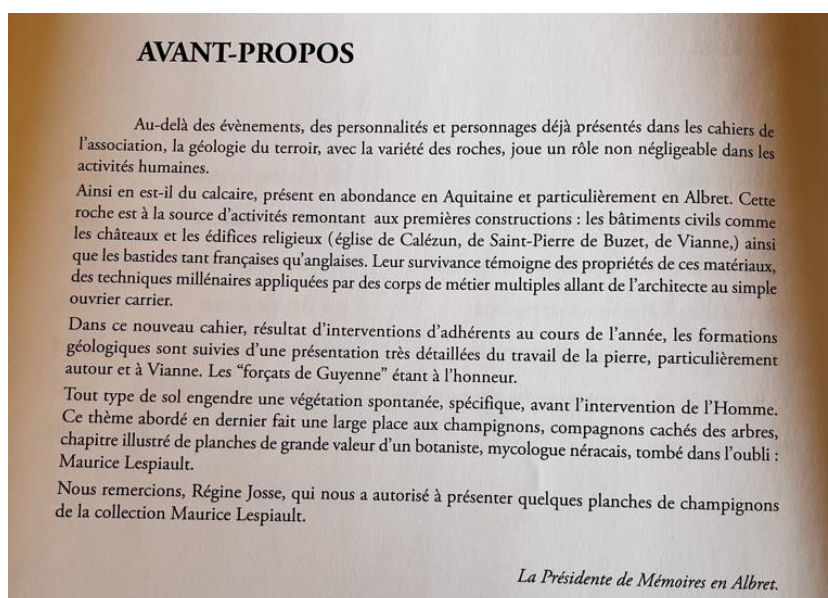 AVANT-PROPOS
Au-delà des évènements, des personnalités et personnages déjà présentés dans les cahiers de
l'association, la géologie du terroir, avec la variété des roches, joue un rôle non négligeable dans les
activités humaines.
Ainsi en est-il du calcaire, présent en abondance en Aquitaine et particulièrement en Albret. Cette
roche est à la source d'activités remontant aux premières constructions : les bâtiments civils comme
les châteaux et les édifices religieux (église de Calézun, de Saint-Pierre de Buzet, de Vianne,) ainsi
que les bastides tant françaises qu'anglaises. Leur survivance témoigne des propriétés de ces matériaux,
des techniques millénaires appliquées par des corps de métier multiples allant de l'architecte au simple
ouvrier carrier.
Dans ce nouveau cahier, résultat d'interventions d'adhérents au cours de l'année, les formations
géologiques sont suivies d'une présentation très détaillées du travail de la pierre, particulièrement
autour et à Vianne. Les "forçats de Guyenne" étant à l'honneur.
Tout type de sol engendre une végétation spontanée, spécifique, avant l'intervention de l'Homme.
Ce thème abordé en dernier fait une large place aux champignons, compagnons cachés des arbres,
chapitre illustré de planches de grande valeur d'un botaniste, mycologue néracais, tombé dans l'oubli :
Maurice Lespiault.
Nous remercions, Régine Josse, qui nous a autorisé à présenter quelques planches de champignons
de la collection Maurice Lespiault.
La Présidente de Mémoires en Albret.